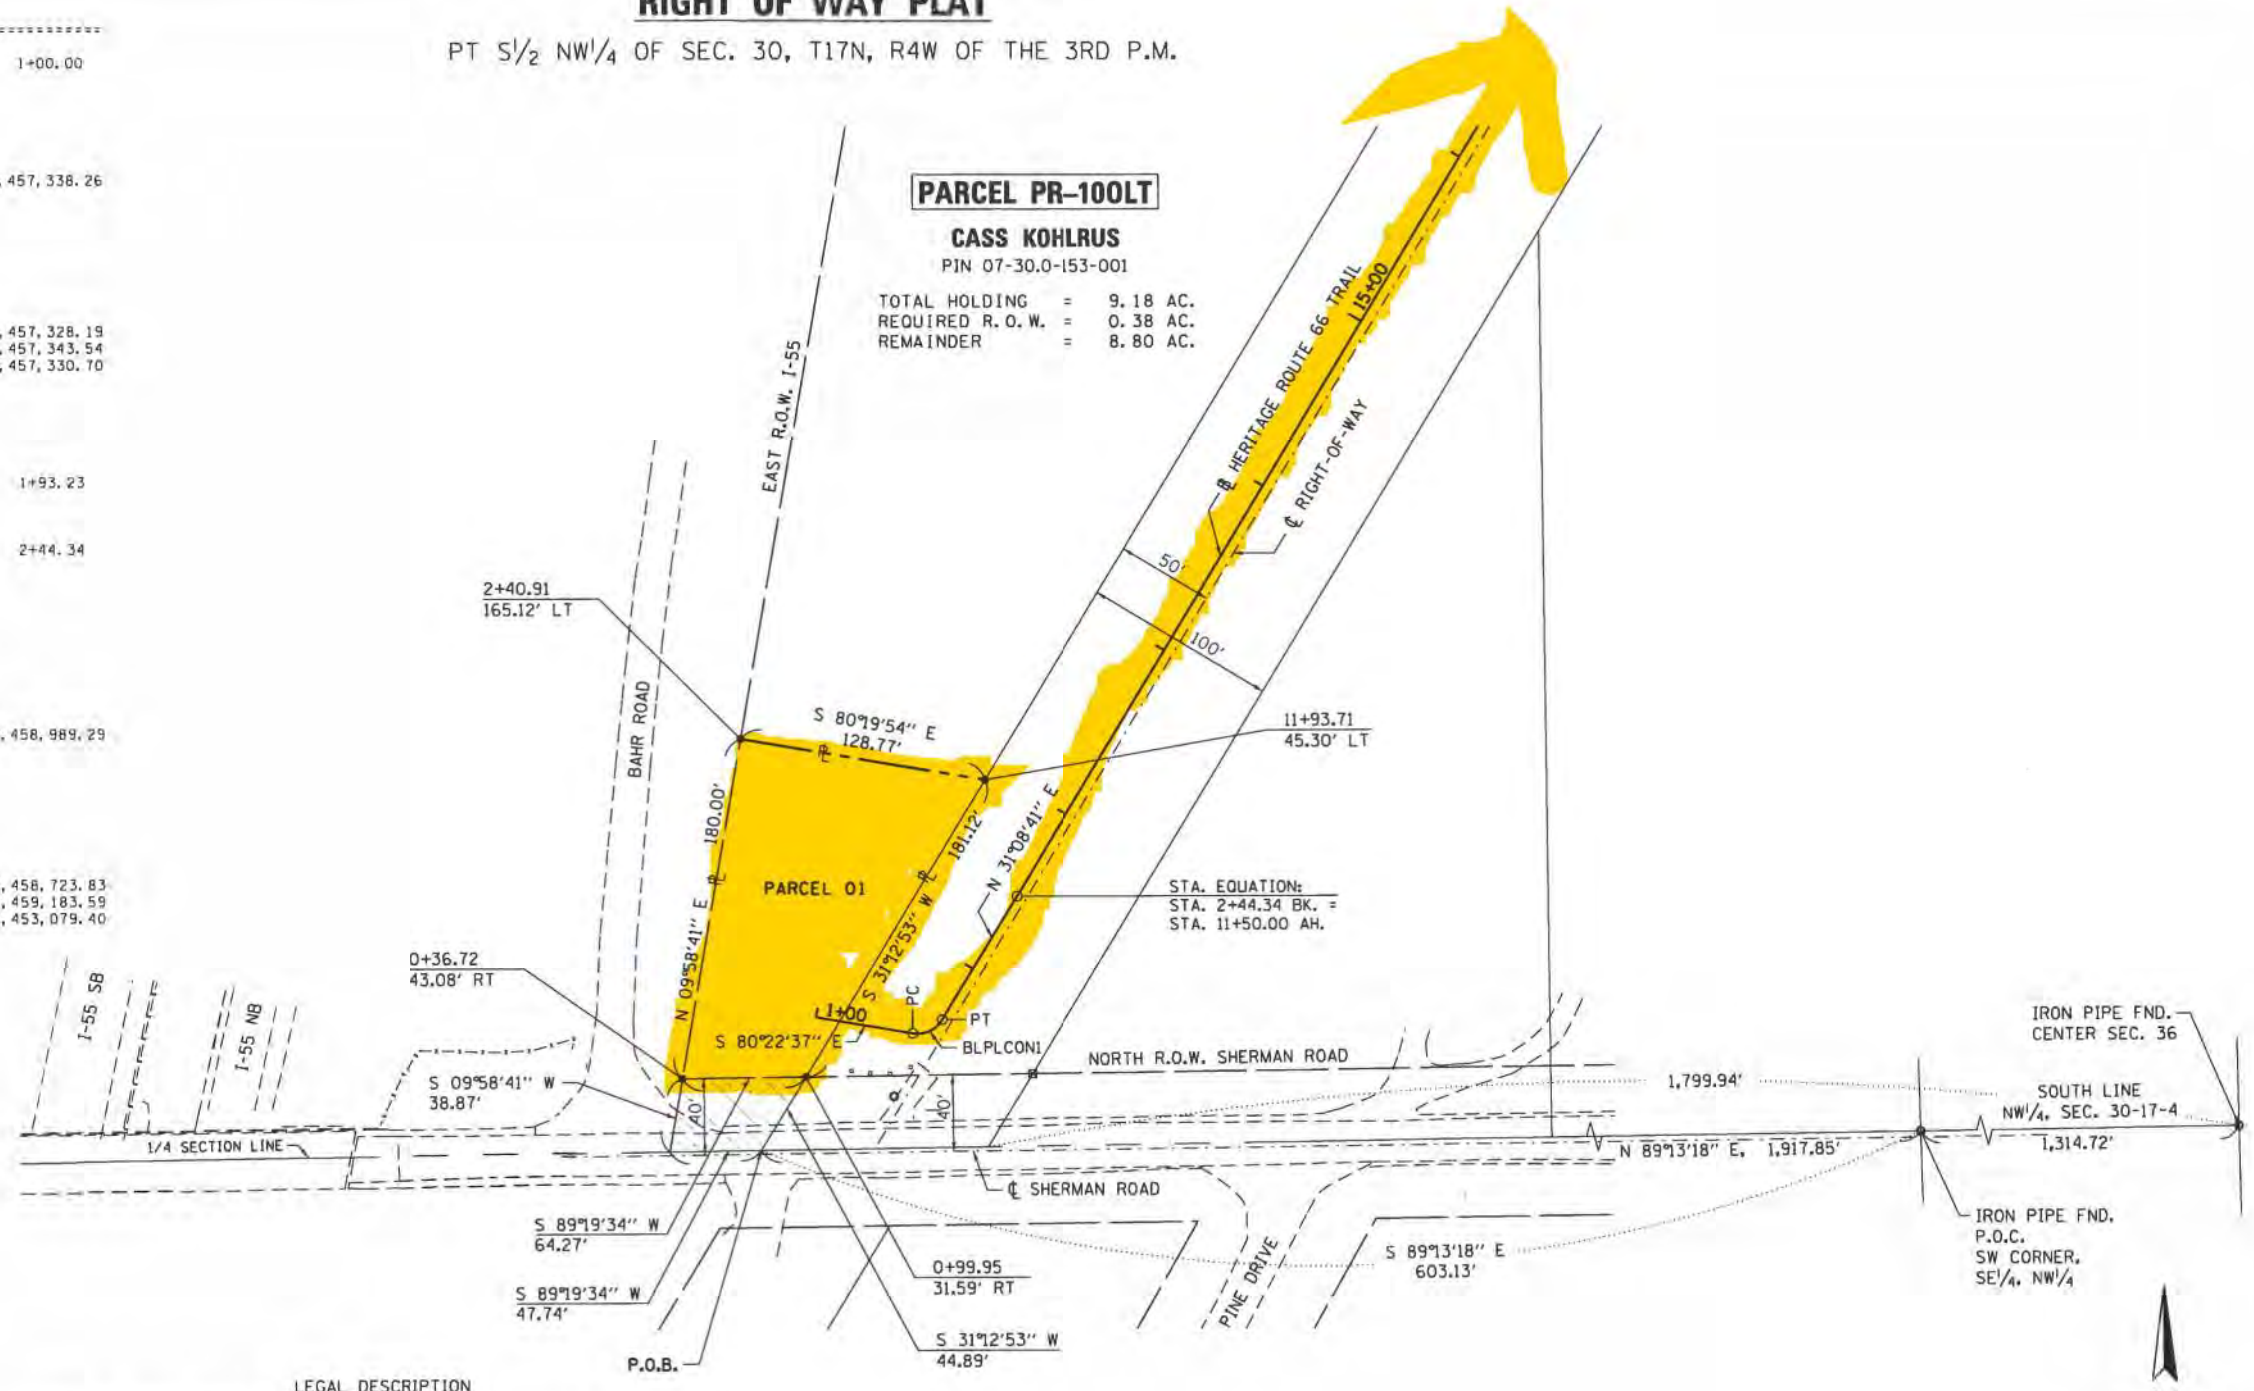 RIGHT OF WAY PLAT
PT S1/2 NW1/4 OF SEC. 30, T17N, R4W OF THE 3RD P.M.
1+00.00
457,338.26
457,328.19
457,343.54
457,330.70
1+93.23
2+44.34
458,989.29
458,723.83
459,183.59
453,079.40
PARCEL PR-100LT
CASS KOHLRUS
PIN 07-30.0-153-001
TOTAL HOLDING = 9.18 AC.
REQUIRED R.O.W. = 0.38 AC.
REMAINDER = 8.80 AC.
EAST R.O.W. I-55
BAHR ROAD
℄ HERITAGE ROUTE 66 TRAIL
15+00
℄ RIGHT-OF-WAY
50'
100'
2+40.91
165.12' LT
S 80°19'54" E
128.77'
11+93.71
45.30' LT
N 09°58'41" E 180.00'
PARCEL 01
S 31°12'53" W 181.12'
N 31°08'41" E
STA. EQUATION:
STA. 2+44.34 BK. =
STA. 11+50.00 AH.
0+36.72
43.08' RT
1+00
PC
PT
S 80°22'37" E
BLPLCON1
NORTH R.O.W. SHERMAN ROAD
I-55 SB
I-55 NB
S 09°58'41" W
38.87'
40'
40'
1/4 SECTION LINE
1,799.94'
IRON PIPE FND.
CENTER SEC. 36
SOUTH LINE
NW1/4, SEC. 30-17-4
N 89°13'18" E, 1,917.85'
1,314.72'
℄ SHERMAN ROAD
S 89°19'34" W
64.27'
S 89°19'34" W
47.74'
0+99.95
31.59' RT
S 31°12'53" W
44.89'
P.O.B.
PINE DRIVE
S 89°13'18" E
603.13'
IRON PIPE FND.
P.O.C.
SW CORNER,
SE1/4, NW1/4
LEGAL DESCRIPTION